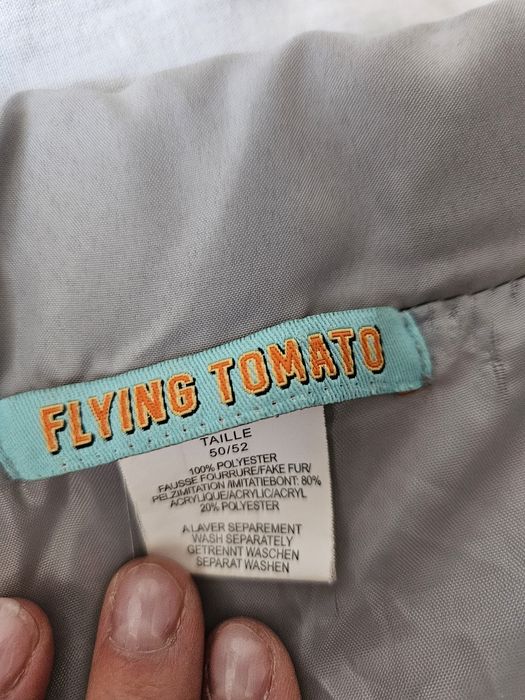 FLYING TOMATO
TAILLE
50/52
100% POLYESTER
FAUSSE FOURRURE/FAKE FUR/
PELZIMITATION /IMITATIEBONT: 80%
ACRYLIQUE/ACRYLIC/ACRYL
20% POLYESTER
A LAVER SEPAREMENT
WASH SEPARATELY
GETRENNT WASCHEN
SEPARAT WASHEN